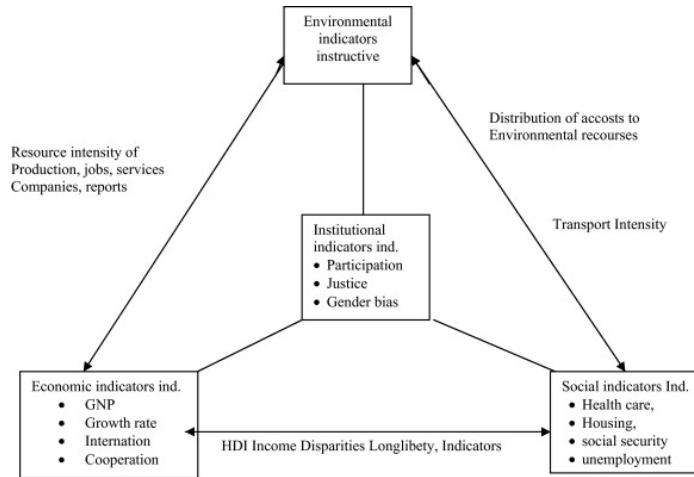 Environmental
indicators
instructive
Distribution of accosts to
Environmental recourses
Resource intensity of
Production, jobs, services
Companies, reports
Transport Intensity
Institutional
indicators ind.
• Participation
• Justice
• Gender bias
Economic indicators ind.
• GNP
• Growth rate
• Internation
• Cooperation
HDI Income Disparities Longlibety, Indicators
Social indicators Ind.
• Health care,
• Housing,
• social security
• unemployment